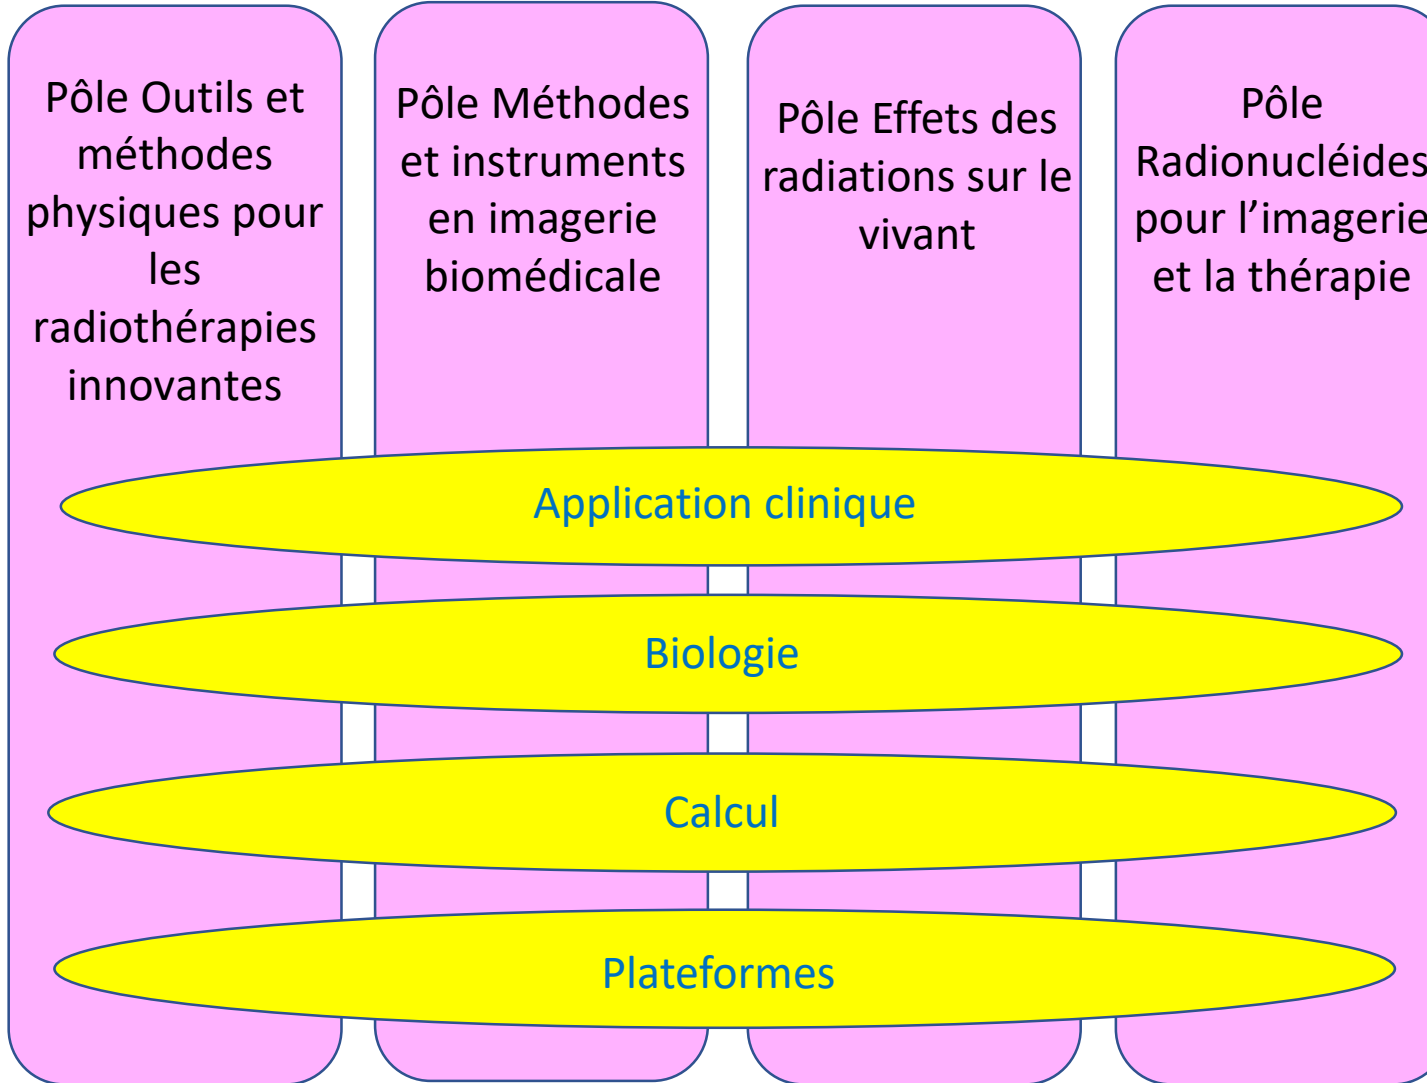 Pôle Outils et
méthodes
physiques pour
les
radiothérapies
innovantes
Pôle Méthodes
et instruments
en imagerie
biomédicale
Pôle Effets des
radiations sur le
vivant
Pôle
Radionucléides
pour l’imagerie
et la thérapie
Application clinique
Biologie
Calcul
Plateformes